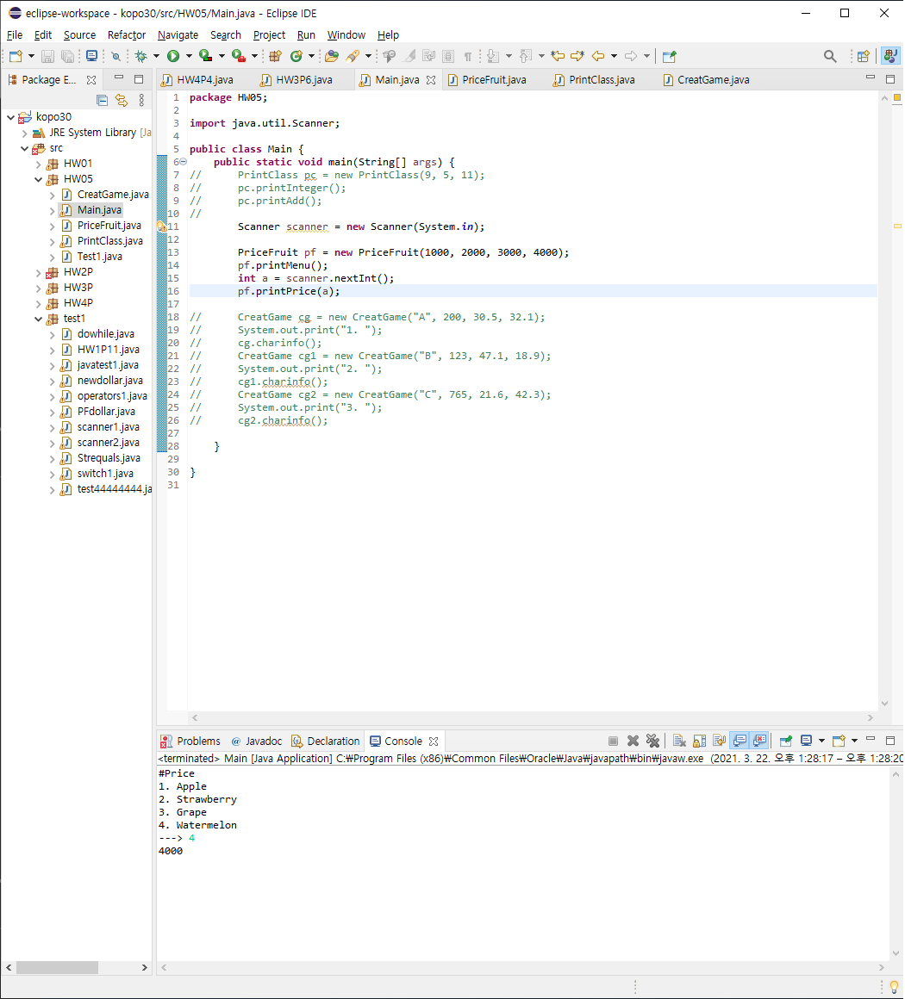 eclipse-workspace - kopo30/src/HW05/Main.java - Eclipse IDE
File Edit Source Refactor Navigate Search Project Run Window Help
Package E...
kopo30
JRE System Library [Ja
src
HW01
HW05
CreatGame.java
Main.java
PriceFruit.java
PrintClass.java
Test1.java
HW2P
HW3P
HW4P
test1
dowhile.java
HW1P11.java
javatest1.java
newdollar.java
operators1.java
PFdollar.java
scanner1.java
scanner2.java
Strequals.java
switch1.java
test44444444.ja
HW4P4.java HW3P6.java Main.java PriceFruit.java PrintClass.java CreatGame.java
1 package HW05;
2
3 import java.util.Scanner;
4
5 public class Main {
6 public static void main(String[] args) {
7 // PrintClass pc = new PrintClass(9, 5, 11);
8 // pc.printInteger();
9 // pc.printAdd();
10 //
11 Scanner scanner = new Scanner(System.in);
12
13 PriceFruit pf = new PriceFruit(1000, 2000, 3000, 4000);
14 pf.printMenu();
15 int a = scanner.nextInt();
16 pf.printPrice(a);
17
18 // CreatGame cg = new CreatGame("A", 200, 30.5, 32.1);
19 // System.out.print("1. ");
20 // cg.charinfo();
21 // CreatGame cg1 = new CreatGame("B", 123, 47.1, 18.9);
22 // System.out.print("2. ");
23 // cg1.charinfo();
24 // CreatGame cg2 = new CreatGame("C", 765, 21.6, 42.3);
25 // System.out.print("3. ");
26 // cg2.charinfo();
27
28 }
29
30 }
31
Problems @ Javadoc Declaration Console
<terminated> Main [Java Application] C:₩Program Files (x86)₩Common Files₩Oracle₩Java₩javapath₩bin₩javaw.exe (2021. 3. 22. 오후 1:28:17 – 오후 1:28:20
#Price
1. Apple
2. Strawberry
3. Grape
4. Watermelon
---> 4
4000